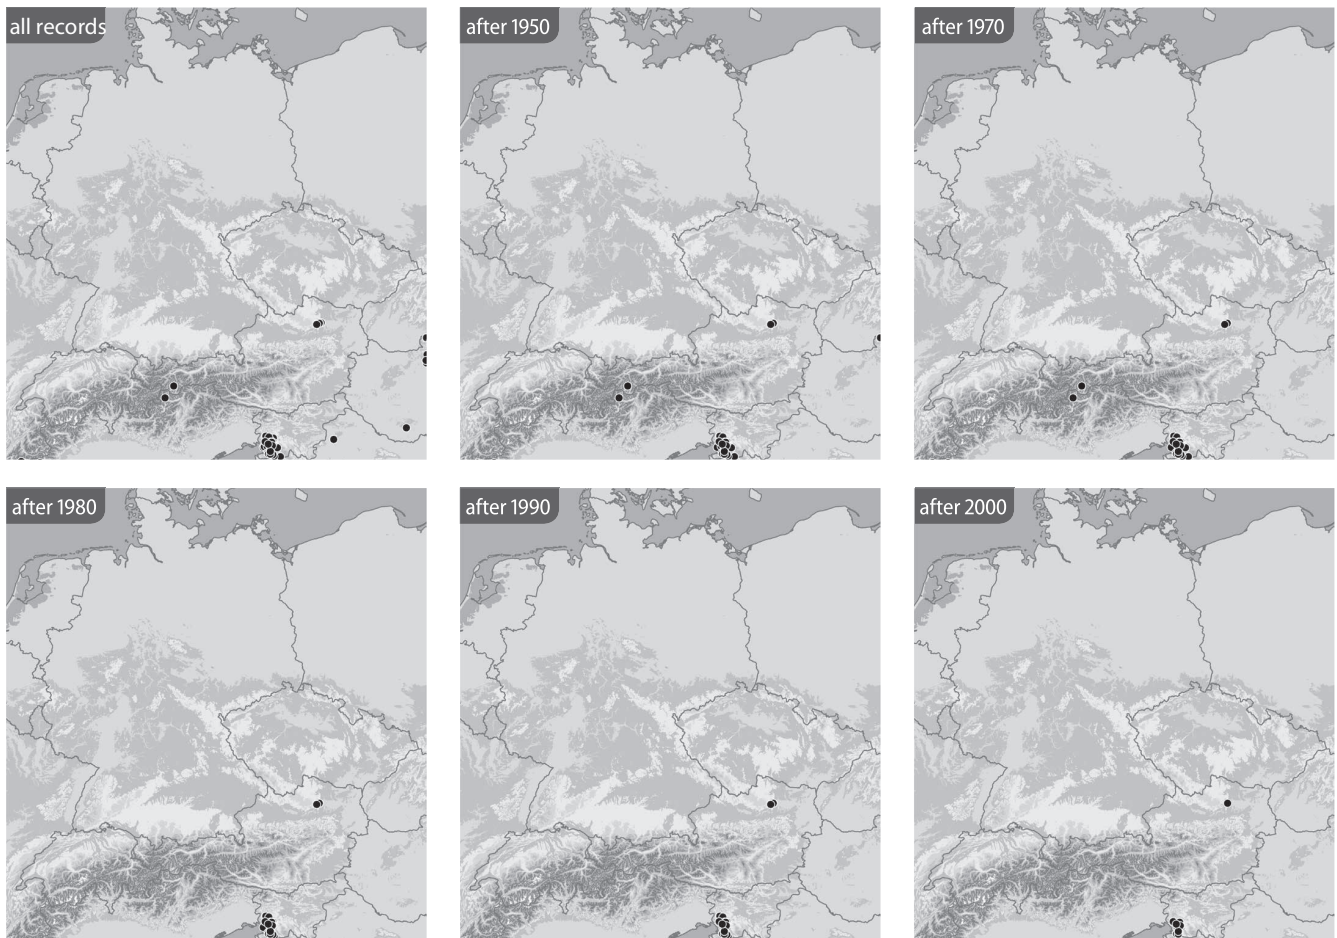 all records
after 1950
after 1970
after 1980
after 1990
after 2000